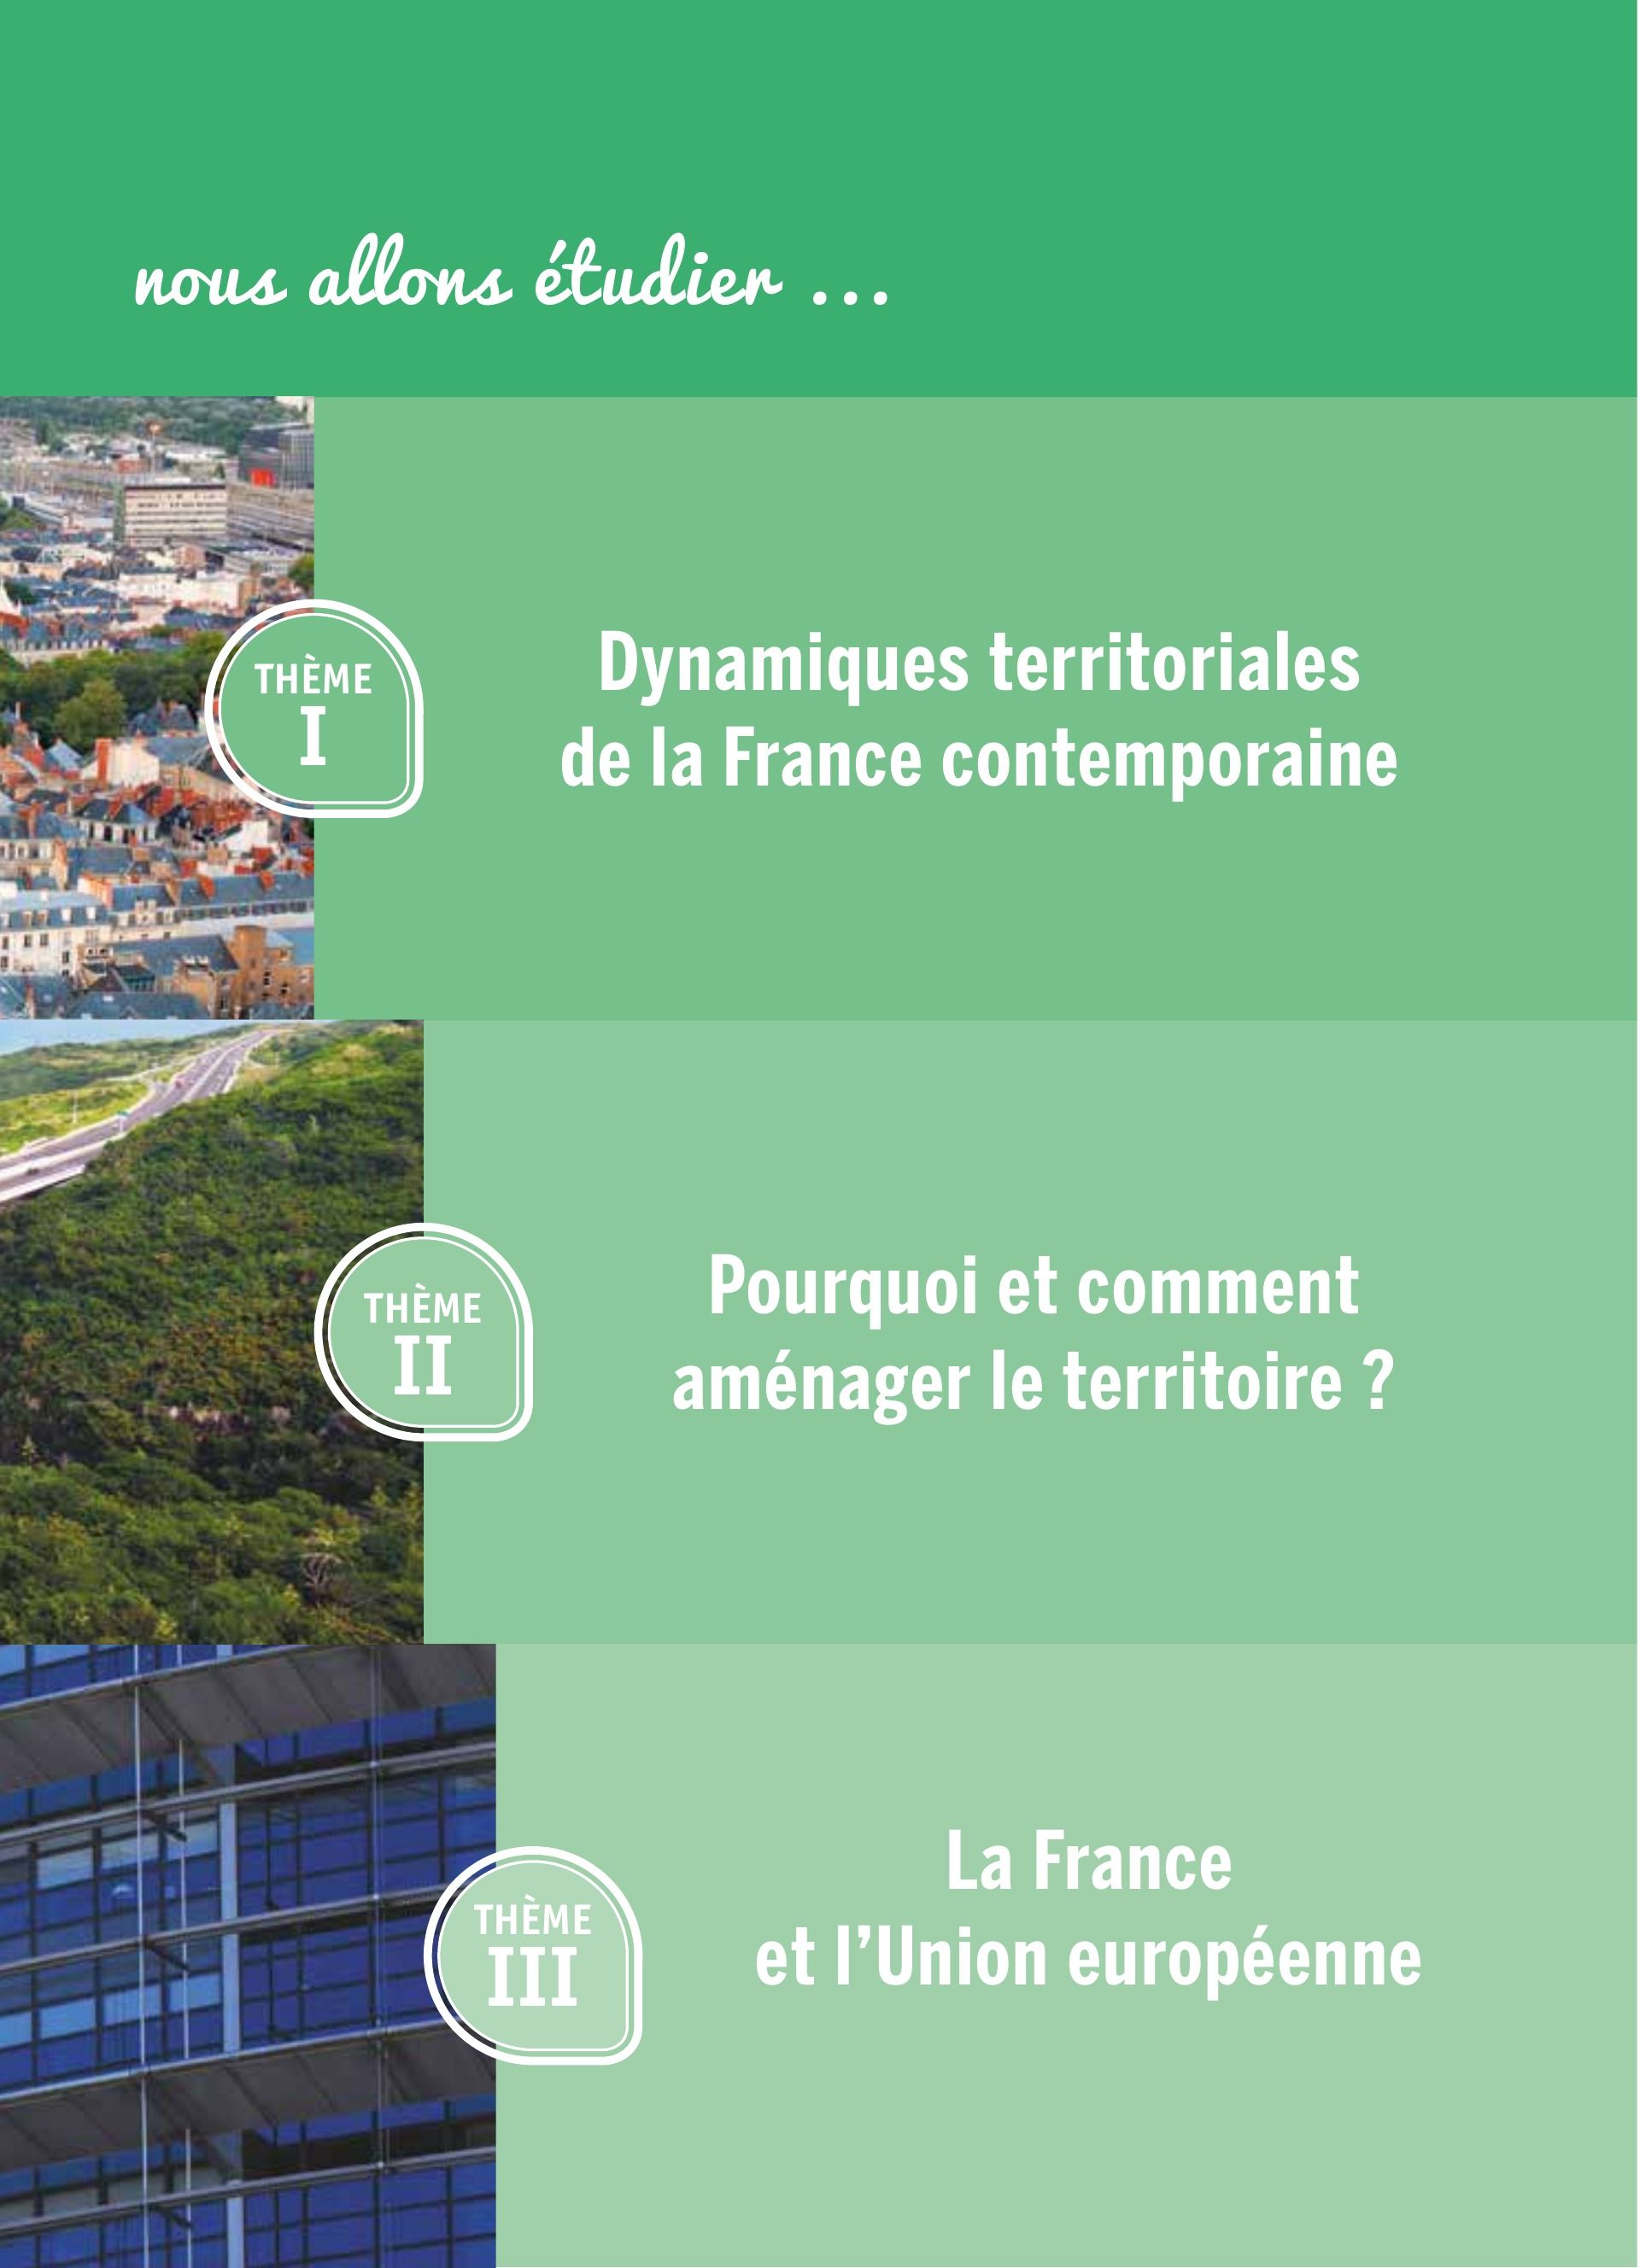 nous allons étudier ...
THÈME
I
Dynamiques territoriales
de la France contemporaine
THÈME
II
Pourquoi et comment
aménager le territoire ?
THÈME
III
La France
et l’Union européenne